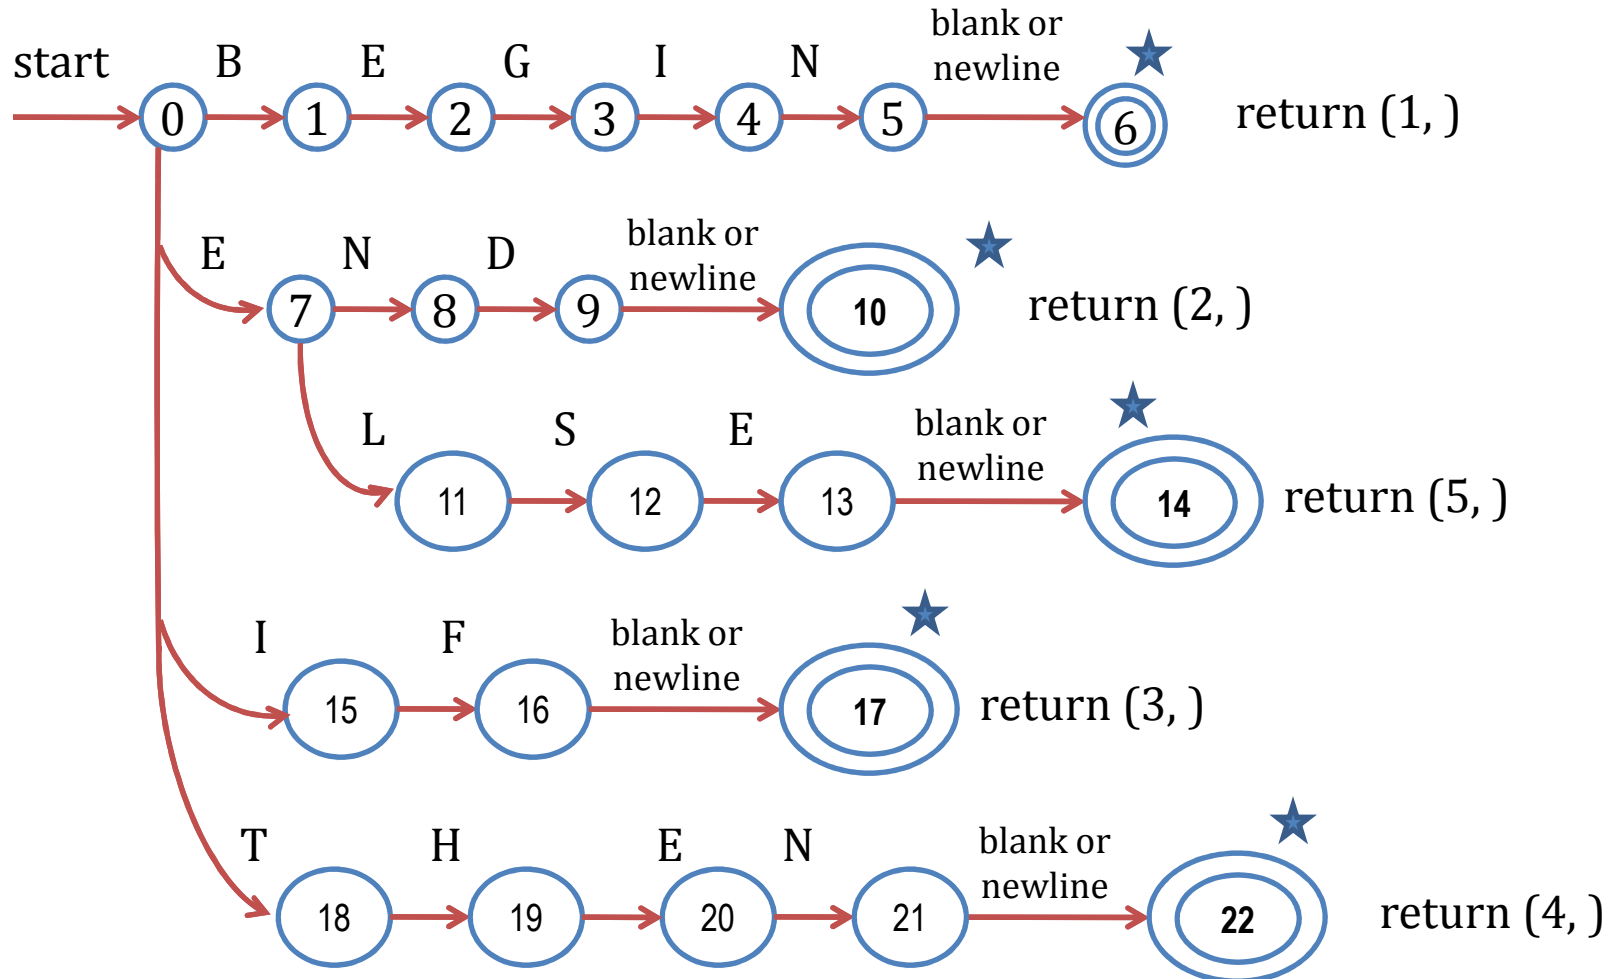 start B E G I N blank or newline
0 1 2 3 4 5 6 return (1, )
E N D blank or newline
7 8 9 10 return (2, )
L S E blank or newline
11 12 13 14 return (5, )
I F blank or newline
15 16 17 return (3, )
T H E N blank or newline
18 19 20 21 22 return (4, )